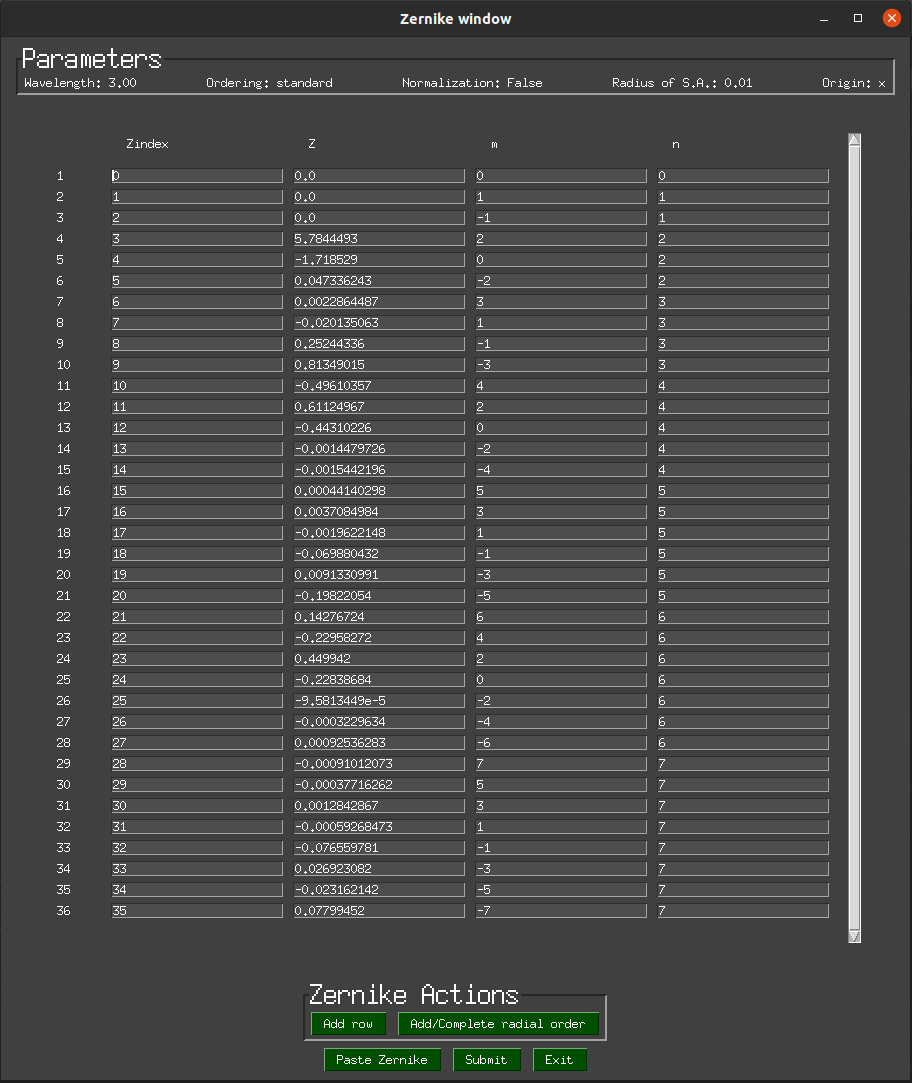 Zernike window
Parameters
Wavelength: 3.00 Ordering: standard Normalization: False Radius of S.A.: 0.01 Origin: x
Zindex Z m n
1 0 0.0 0 0
2 1 0.0 1 1
3 2 0.0 -1 1
4 3 5.7844493 2 2
5 4 -1.718529 0 2
6 5 0.047336243 -2 2
7 6 0.0022864487 3 3
8 7 -0.020135063 1 3
9 8 0.25244336 -1 3
10 9 0.81349015 -3 3
11 10 -0.49610357 4 4
12 11 0.61124967 2 4
13 12 -0.44310226 0 4
14 13 -0.0014479726 -2 4
15 14 -0.0015442196 -4 4
16 15 0.00044140298 5 5
17 16 0.0037084984 3 5
18 17 -0.0019622148 1 5
19 18 -0.069880432 -1 5
20 19 0.0091330991 -3 5
21 20 -0.19822054 -5 5
22 21 0.14276724 6 6
23 22 -0.22958272 4 6
24 23 0.449942 2 6
25 24 -0.22838684 0 6
26 25 -9.5813449e-5 -2 6
27 26 -0.0003229634 -4 6
28 27 0.00092536283 -6 6
29 28 -0.00091012073 7 7
30 29 -0.00037716262 5 7
31 30 0.0012842867 3 7
32 31 -0.00059268473 1 7
33 32 -0.076559781 -1 7
34 33 0.026923082 -3 7
35 34 -0.023162142 -5 7
36 35 0.07799452 -7 7
Zernike Actions
Add row Add/Complete radial order
Paste Zernike Submit Exit